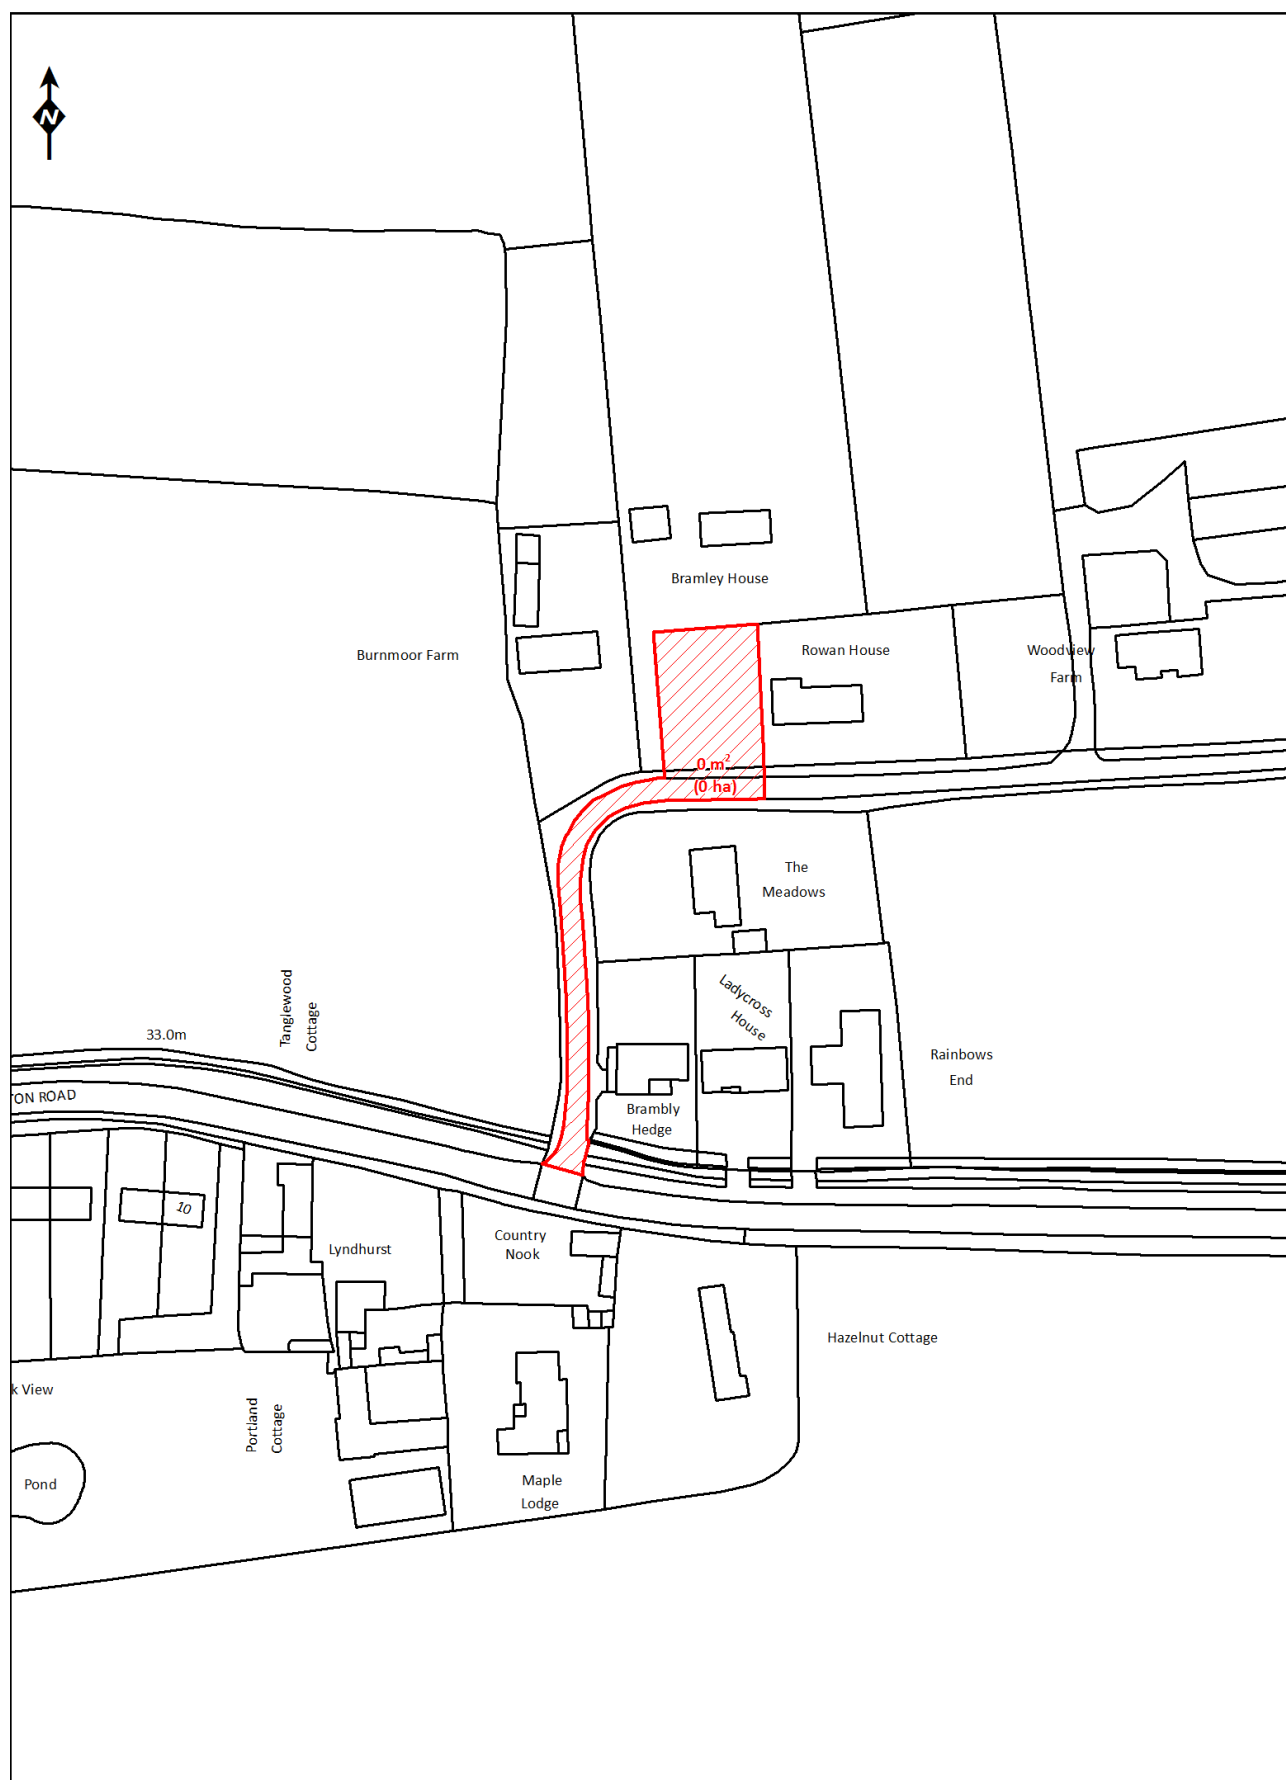 N
Bramley House
Burnmoor Farm
Rowan House
Woodview
Farm
0 m²
(0 ha)
The
Meadows
Ladycross
House
Tanglewood
Cottage
33.0m
Rainbows
End
TON ROAD
Brambly
Hedge
10
Lyndhurst
Country
Nook
Hazelnut Cottage
k View
Portland
Cottage
Pond
Maple
Lodge